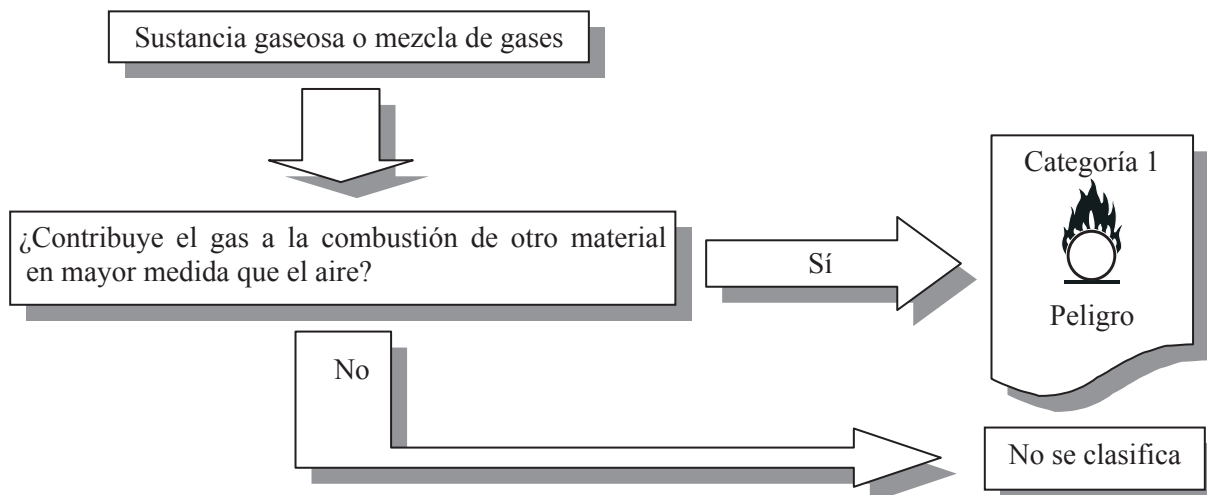 Sustancia gaseosa o mezcla de gases
¿Contribuye el gas a la combustión de otro material
en mayor medida que el aire?
Sí
Categoría 1
Peligro
No
No se clasifica